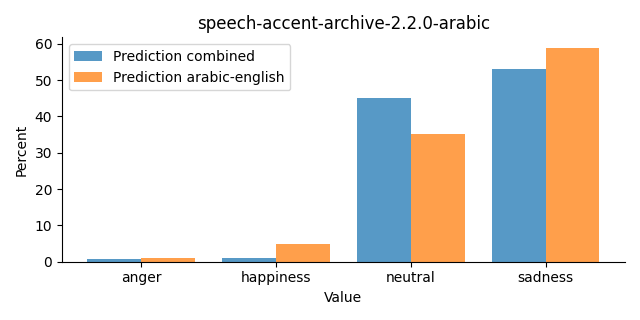 speech-accent-archive-2.2.0-arabic
Prediction combined
Prediction arabic-english
Percent
60
50
40
30
20
10
0
anger happiness neutral sadness
Value